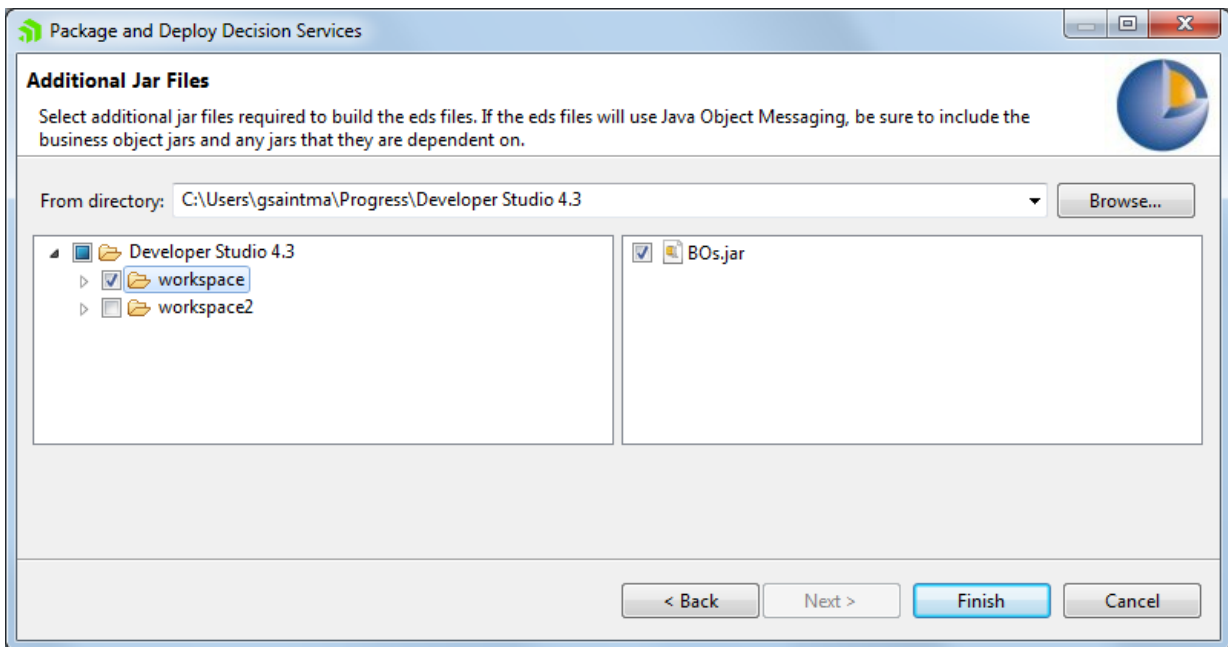 Package and Deploy Decision Services
Additional Jar Files
Select additional jar files required to build the eds files. If the eds files will use Java Object Messaging, be sure to include the
business object jars and any jars that they are dependent on.
From directory: C:\Users\gsaintma\Progress\Developer Studio 4.3 Browse...
Developer Studio 4.3
workspace
workspace2
BOs.jar
< Back Next > Finish Cancel